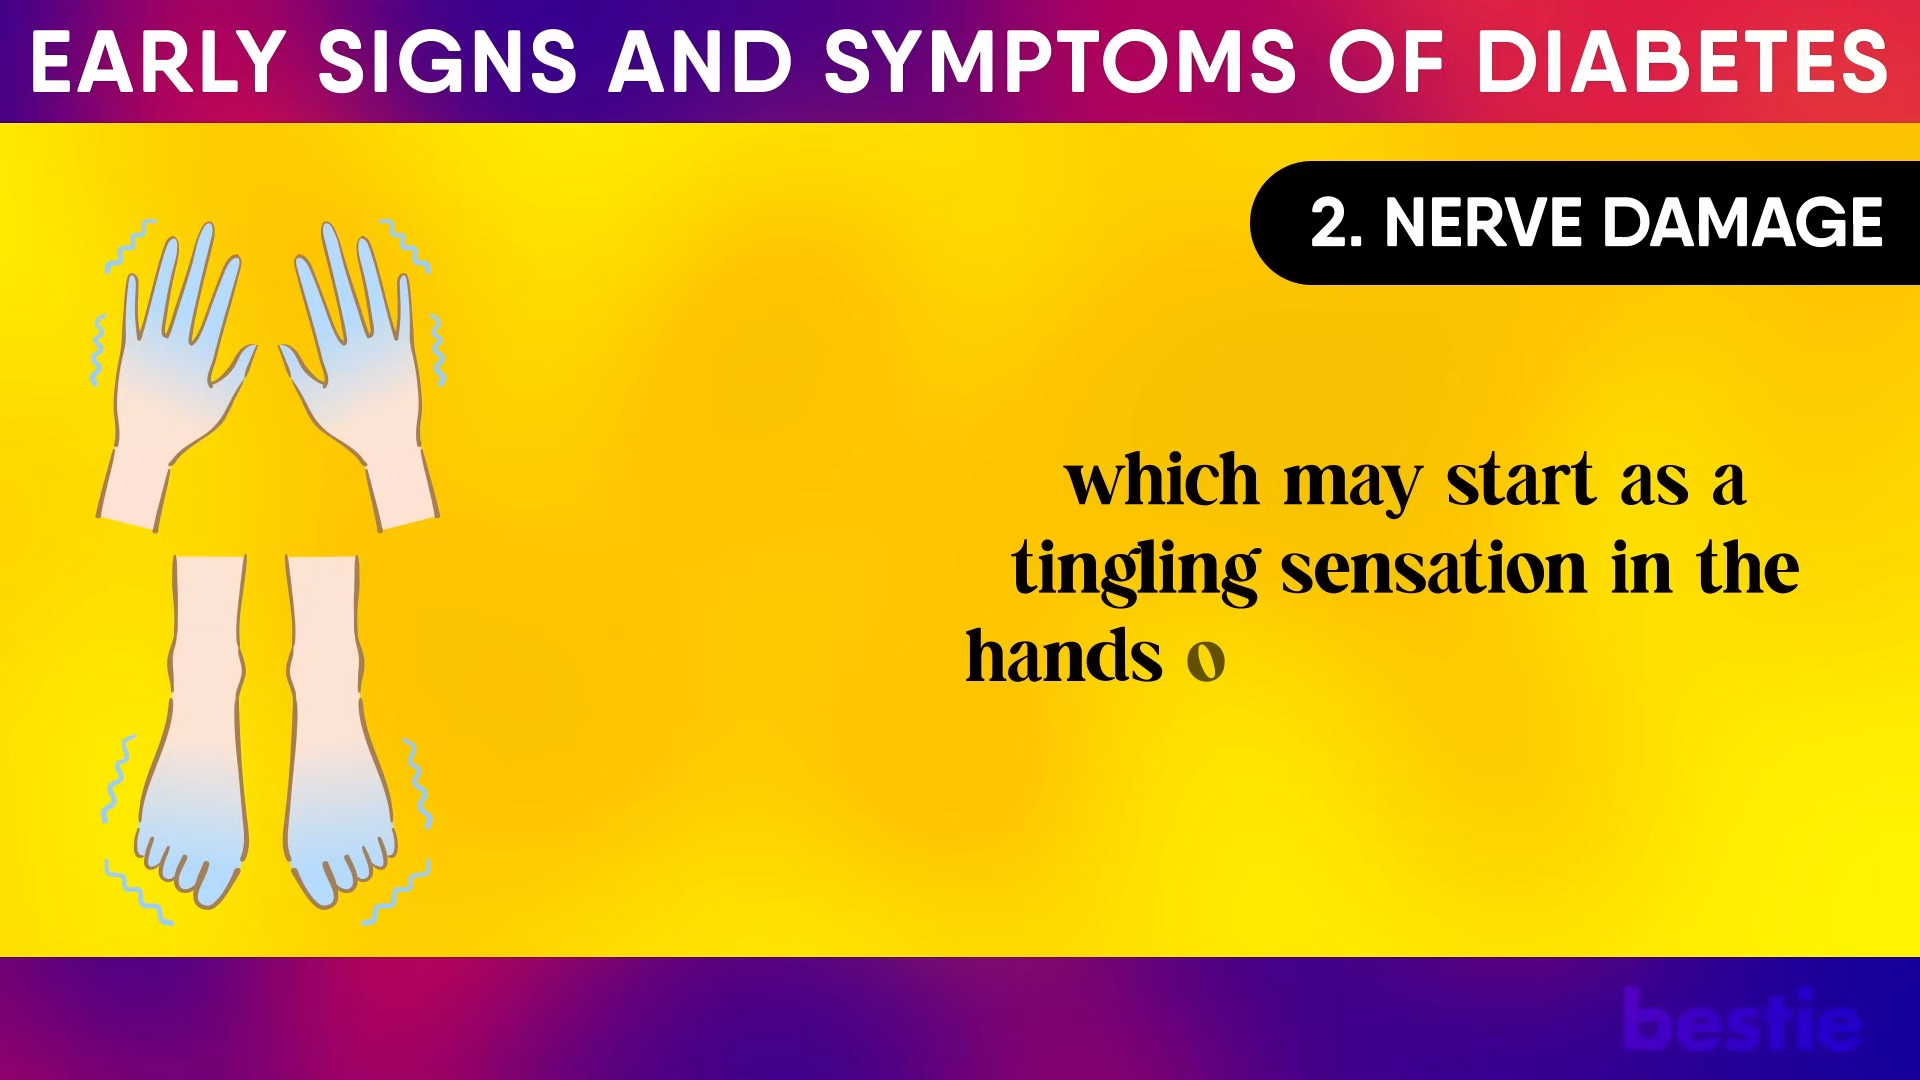 EARLY SIGNS AND SYMPTOMS OF DIABETES
2. NERVE DAMAGE
which may start as a
tingling sensation in the
hands o
bestie